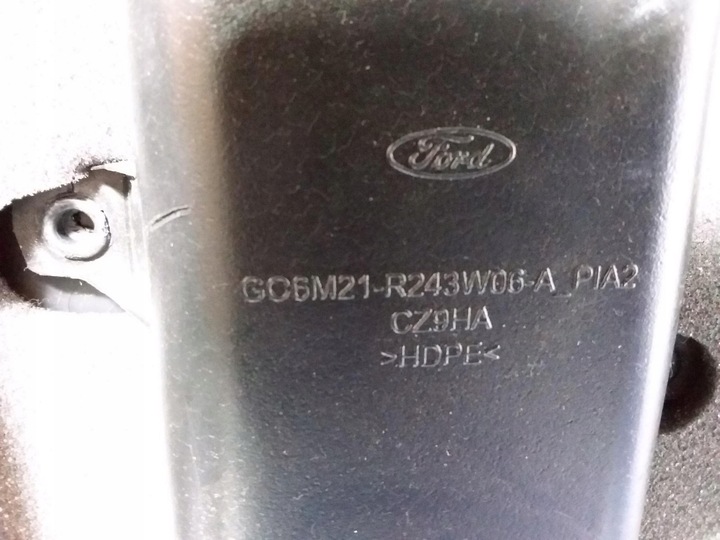 Ford
GC6M21-R243W06-A_PIA2
CZ9HA
>HDPE<